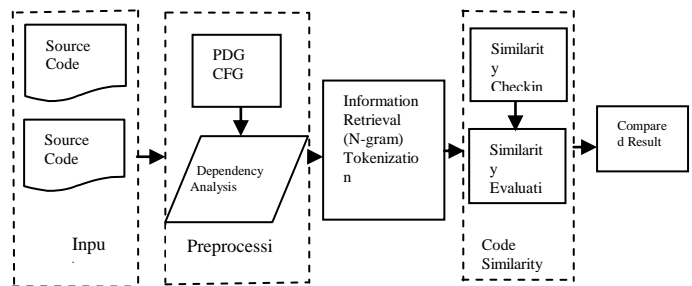 Source
Code
Source
Code
Inpu
PDG
CFG
Dependency
Analysis
Preprocessi
Information
Retrieval
(N-gram)
Tokenizatio
n
Similarit
y
Checkin
Similarit
y
Evaluati
Code
Similarity
Compare
d Result